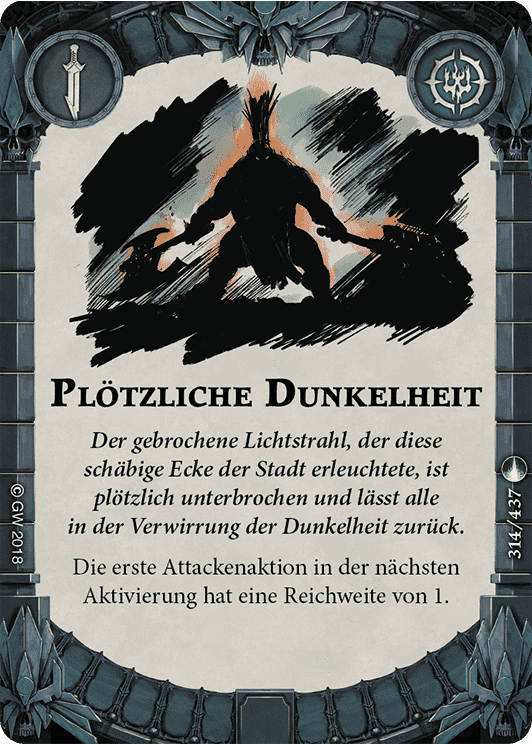 Plötzliche Dunkelheit
Der gebrochene Lichtstrahl, der diese
schäbige Ecke der Stadt erleuchtete, ist
plötzlich unterbrochen und lässt alle
in der Verwirrung der Dunkelheit zurück.
Die erste Attackenaktion in der nächsten
Aktivierung hat eine Reichweite von 1.
© GW 2018
314/437